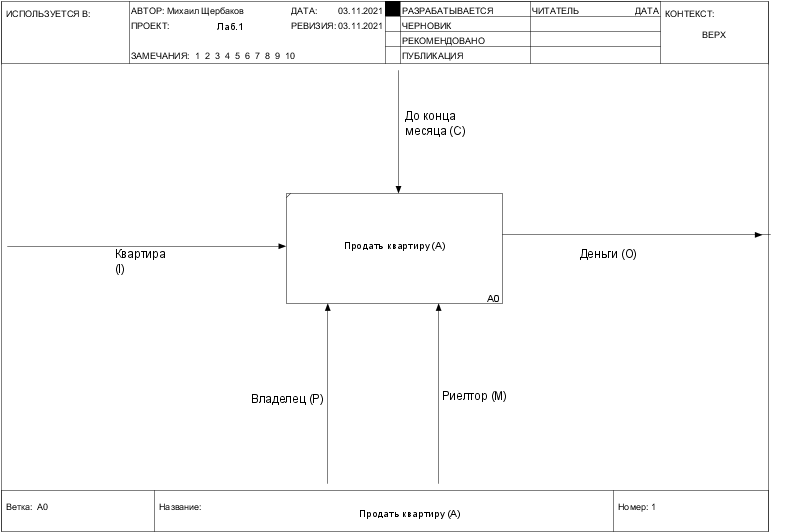 ИСПОЛЬЗУЕТСЯ В:
АВТОР: Михаил Щербаков ДАТА: 03.11.2021
ПРОЕКТ: Лаб.1 РЕВИЗИЯ: 03.11.2021
ЗАМЕЧАНИЯ: 1 2 3 4 5 6 7 8 9 10
РАЗРАБАТЫВАЕТСЯ
ЧЕРНОВИК
РЕКОМЕНДОВАНО
ПУБЛИКАЦИЯ
ЧИТАТЕЛЬ ДАТА
КОНТЕКСТ:
ВЕРХ
До конца
месяца (C)
Квартира
(I)
Продать квартиру (A)
A0
Деньги (O)
Владелец (P)
Риелтор (M)
Ветка: A0
Название:
Продать квартиру (A)
Номер: 1